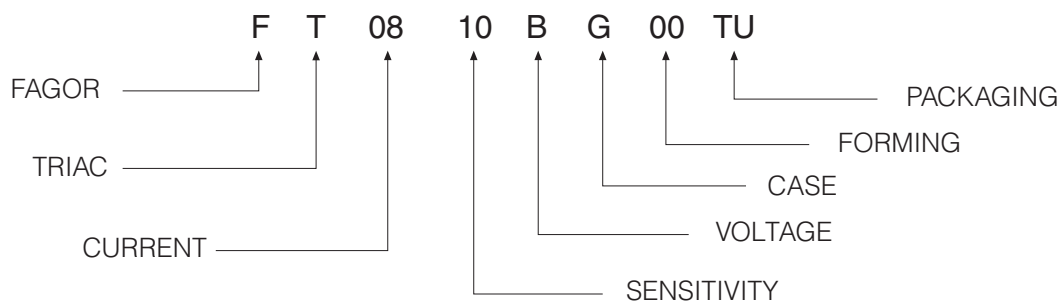 F T 08 10 B G 00 TU
FAGOR
PACKAGING
FORMING
TRIAC
CASE
VOLTAGE
CURRENT
SENSITIVITY